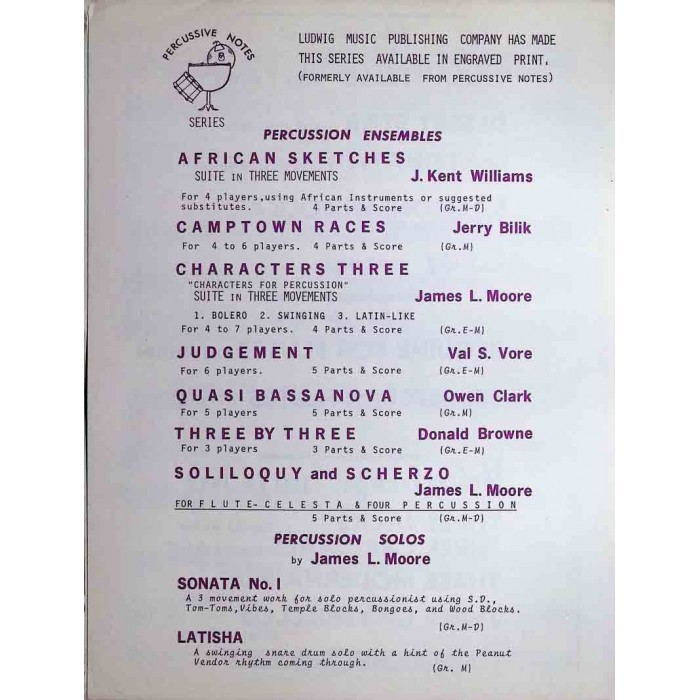 PERCUSSIVE NOTES
SERIES
LUDWIG MUSIC PUBLISHING COMPANY HAS MADE
THIS SERIES AVAILABLE IN ENGRAVED PRINT.
(FORMERLY AVAILABLE FROM PERCUSSIVE NOTES)
PERCUSSION ENSEMBLES
AFRICAN SKETCHES
SUITE IN THREE MOVEMENTS J. Kent Williams
For 4 players,using African Instruments or suggested
substitutes. 4 Parts & Score (Gr.M-D)
CAMPTOWN RACES Jerry Bilik
For 4 to 6 players. 4 Parts & Score (Gr.M)
CHARACTERS THREE
"CHARACTERS FOR PERCUSSION"
SUITE IN THREE MOVEMENTS James L. Moore
1. BOLERO 2. SWINGING 3. LATIN-LIKE
For 4 to 7 players. 4 Parts & Score (Gr.E-M)
JUDGEMENT Val S. Vore
For 6 players. 5 Parts & Score (Gr.E-M)
QUASI BASSA NOVA Owen Clark
For 5 players 5 Parts & Score (Gr.M)
THREE BY THREE Donald Browne
For 3 players 3 Parts & Score (Gr.E-M)
SOLILOQUY and SCHERZO
James L. Moore
FOR FLUTE- CELESTA & FOUR PERCUSSION
5 Parts & Score (Gr.M-D)
PERCUSSION SOLOS
by James L. Moore
SONATA No. I
A 3 movement work for solo percussionist using S.D.,
Tom-Toms,Vibes, Temple Blocks, Bongoes, and Wood Blocks.
(Gr.M-D)
LATISHA
A swinging snare drum solo with a hint of the Peanut
Vendor rhythm coming through. (Gr. M)